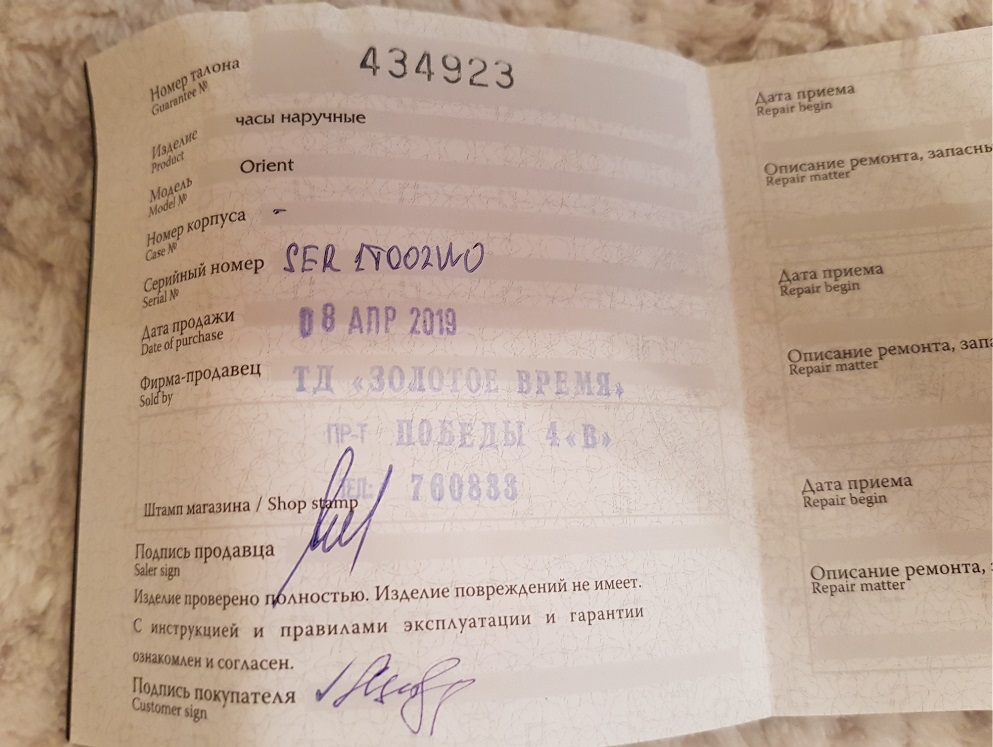 Номер талона 434923
Guarantee №
Изделие часы наручные
Product
Модель Orient
Model №
Номер корпуса -
Case №
Серийный номер SER 1T002W0
Serial №
Дата продажи 08 АПР 2019
Date of purchase
Фирма-продавец ТД «ЗОЛОТОЕ ВРЕМЯ»
Sold by
ПР-Т ПОБЕДЫ 4«В»
ТЕЛ: 760833
Штамп магазина / Shop stamp
Подпись продавца
Saler sign
Изделие проверено полностью. Изделие повреждений не имеет.
С инструкцией и правилами эксплуатации и гарантии
ознакомлен и согласен.
Подпись покупателя
Customer sign
Дата приема
Repair begin
Описание ремонта, запасны
Repair matter
Дата приема
Repair begin
Описание ремонта, запа
Repair matter
Дата приема
Repair begin
Описание ремонта,
Repair matter